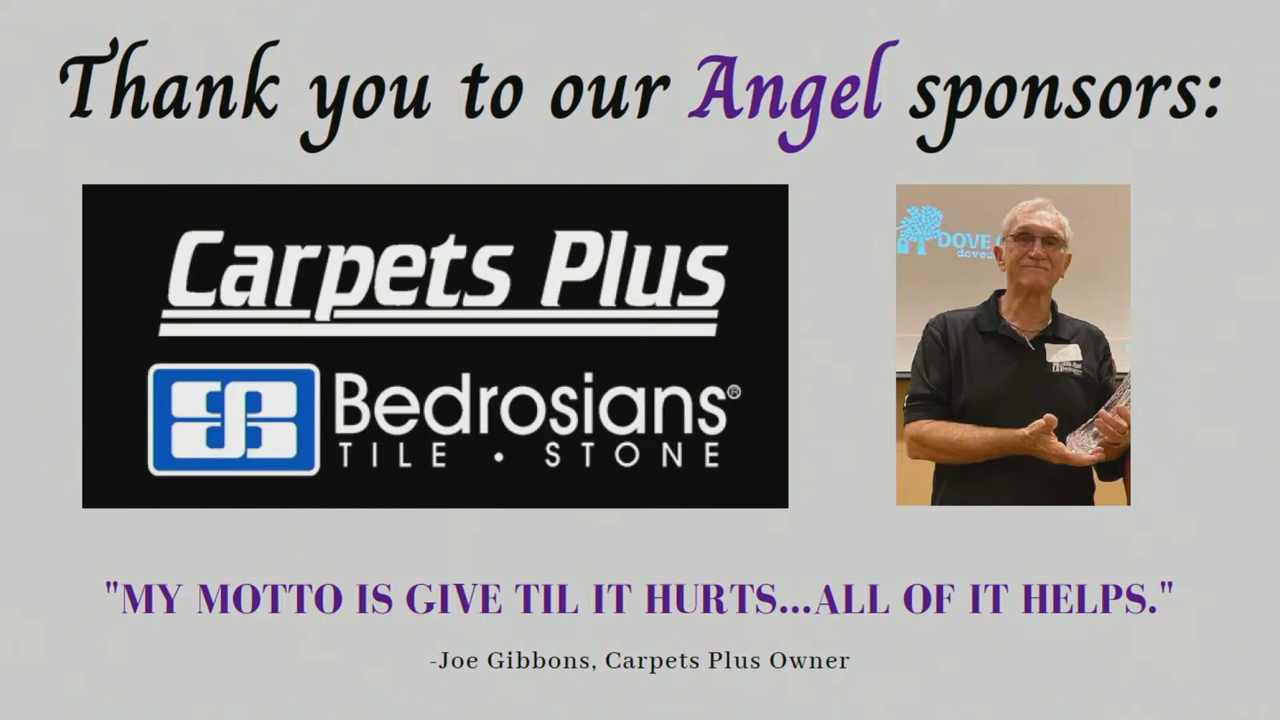 Thank you to our Angel sponsors:
Carpets Plus
Bedrosians®
TILE • STONE
DOVE
"MY MOTTO IS GIVE TIL IT HURTS...ALL OF IT HELPS."
-Joe Gibbons, Carpets Plus Owner